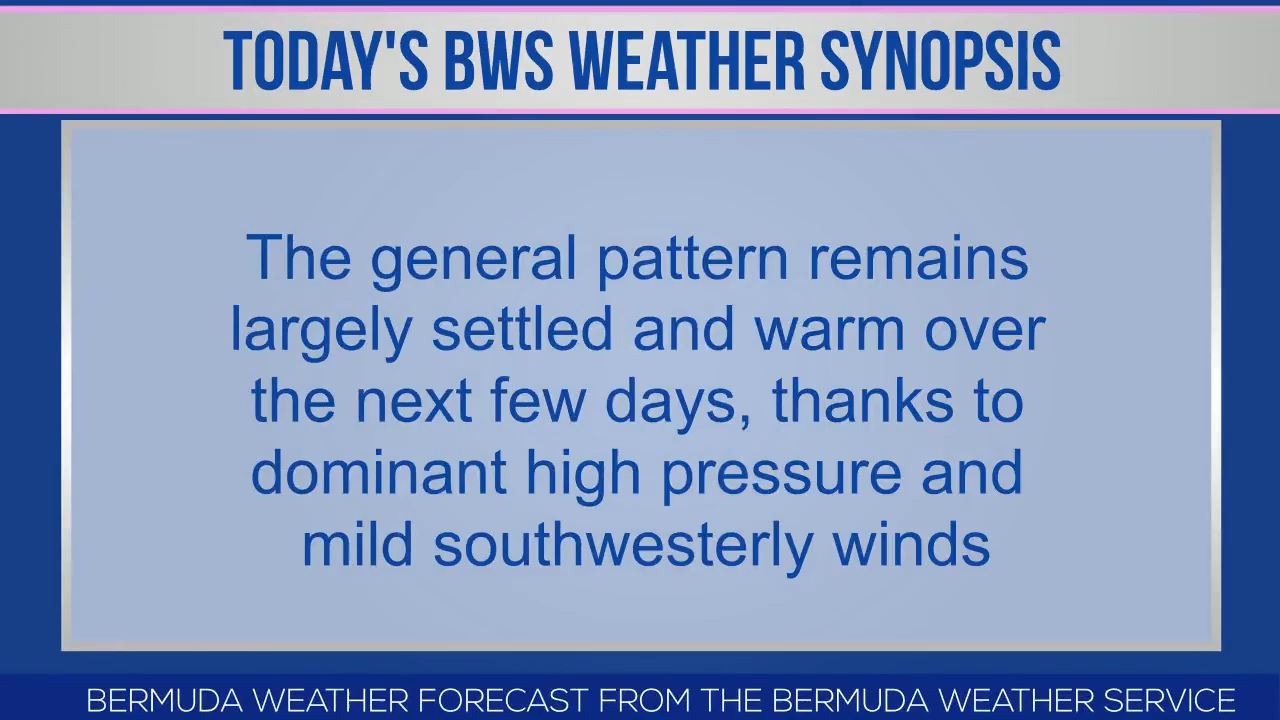 TODAY'S BWS WEATHER SYNOPSIS
The general pattern remains
largely settled and warm over
the next few days, thanks to
dominant high pressure and
mild southwesterly winds
BERMUDA WEATHER FORECAST FROM THE BERMUDA WEATHER SERVICE